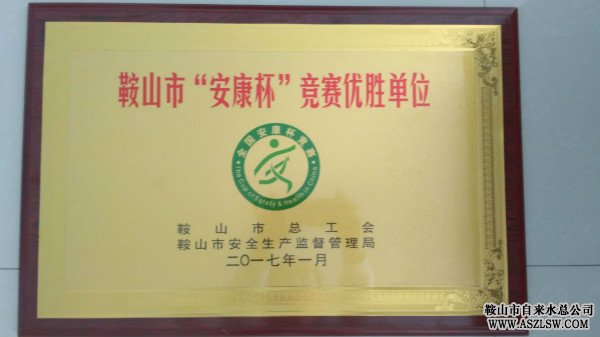 鞍山市“安康杯”竞赛优胜单位
全国安康杯竞赛
The Cup of Safety & Health in China
鞍山市总工会
鞍山市安全生产监督管理局
二〇一七年一月
鞍山市自来水总公司
WWW.ASZLSW.COM